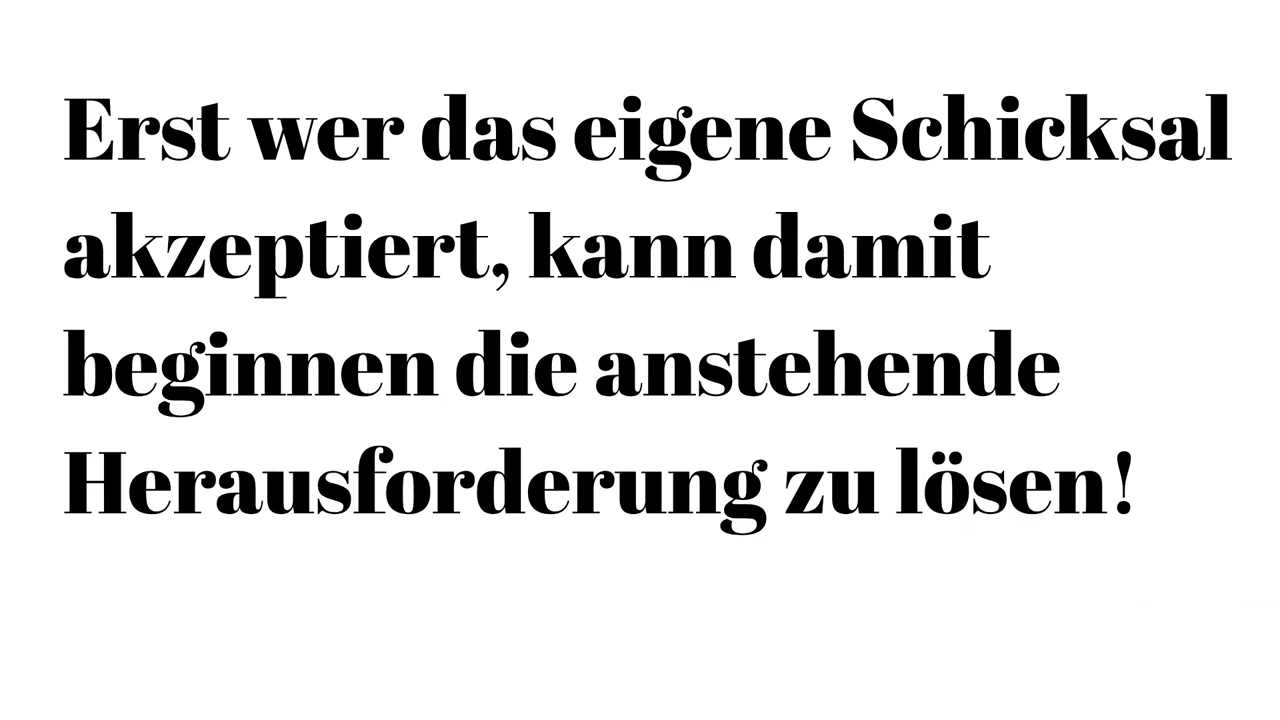 Erst wer das eigene Schicksal
akzeptiert, kann damit
beginnen die anstehende
Herausforderung zu lösen!